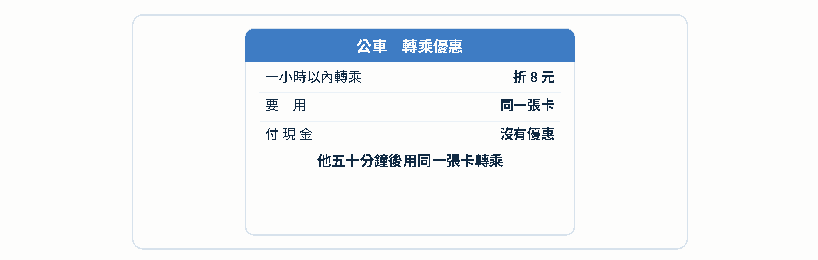 公車　轉乘優惠
一小時以內轉乘　折 8 元
要　用　同一張卡
付 現 金　沒有優惠
他五十分鐘後用同一張卡轉乘